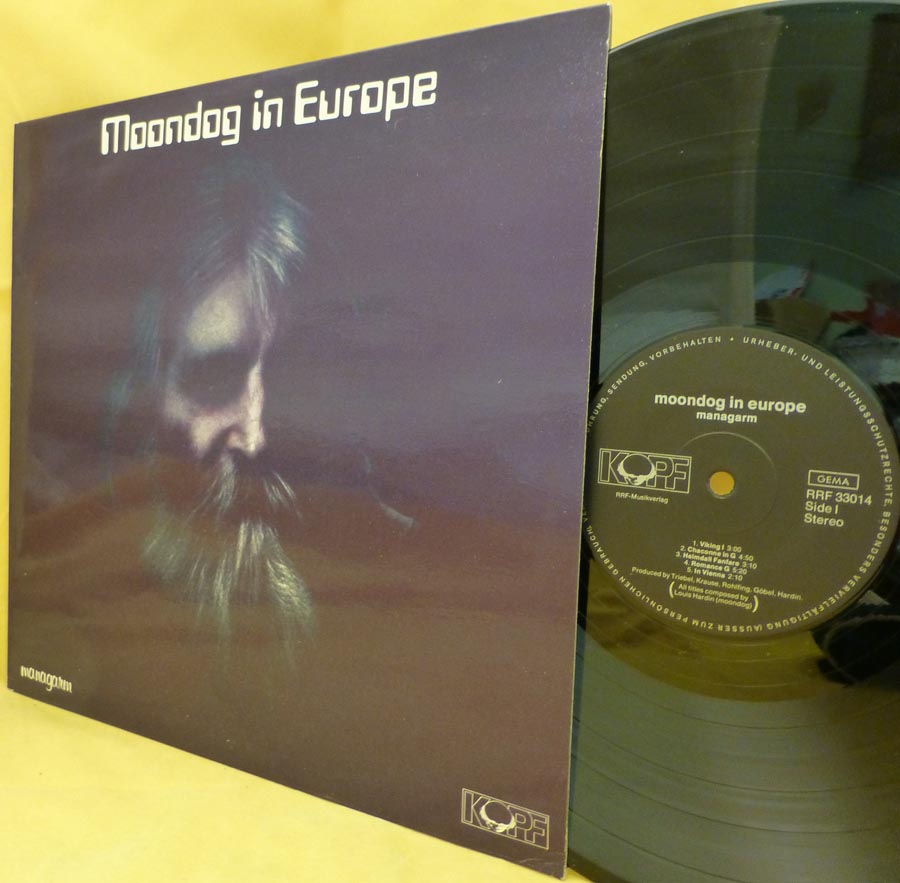 Moondog in Europe
managarm
KOPF
URHEBER- UND LEISTUNGSSCHUTZRECHTE, BESONDERS VERVIELFÄLTIGUNG (AUSSER ZUM PERSÖNLICHEN GEBRAUCH)
SENDUNG, VORBEHALTEN •
moondog in europe
managarm
KOPF
RRF-Musikverlag
GEMA
RRF 33014
Side I
Stereo
1. Viking I 3:00
2. Chaconne in G 4:50
3. Heimdall Fanfare 3:10
4. Romance G 5:20
5. In Vienna 2:10
Produced by Triebel, Krause, Rohlfing, Göbel, Hardin.
(All titles composed by
Louis Hardin (moondog))